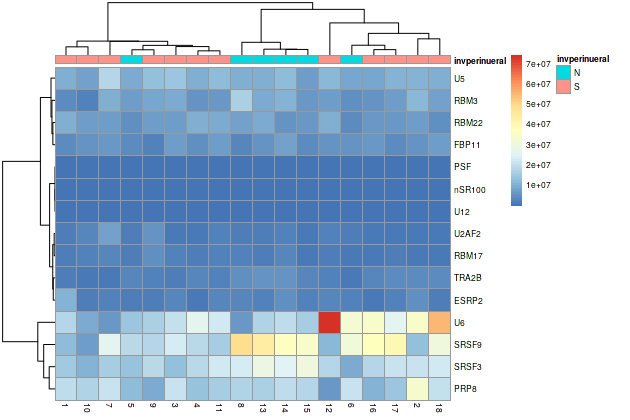 invperinueral
U5
RBM3
RBM22
FBP11
PSF
nSR100
U12
U2AF2
RBM17
TRA2B
ESRP2
U6
SRSF9
SRSF3
PRP8
1 10 7 5 9 3 4 11 8 13 14 15 12 6 16 17 2 18
7e+07
6e+07
5e+07
4e+07
3e+07
2e+07
1e+07
invperinueral
N
S